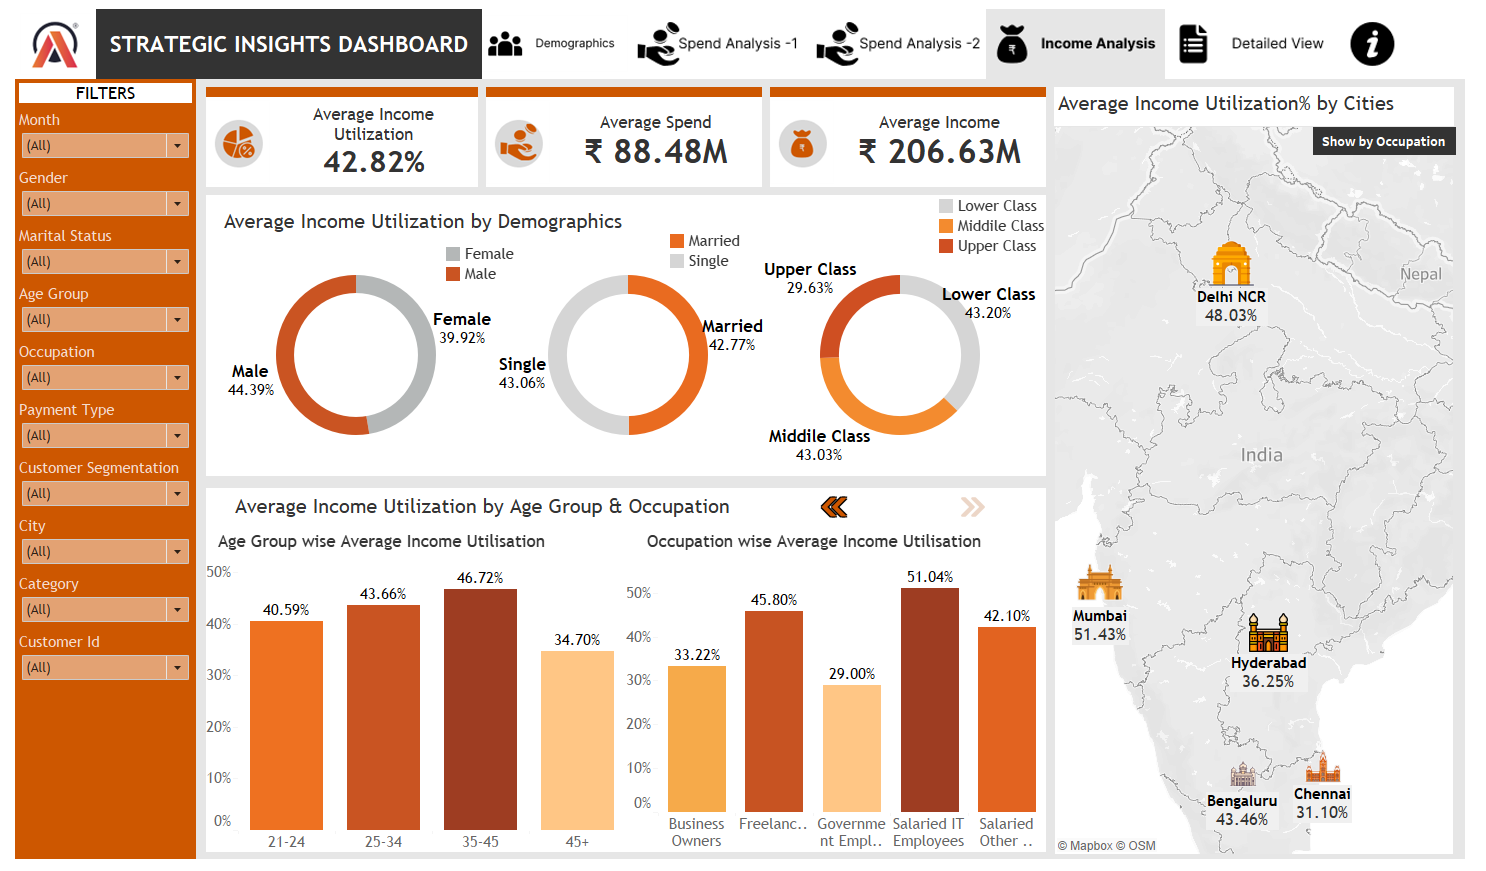 STRATEGIC INSIGHTS DASHBOARD
Demographics
Spend Analysis -1
Spend Analysis -2
Income Analysis
Detailed View
FILTERS
Month
(All)
Gender
(All)
Marital Status
(All)
Age Group
(All)
Occupation
(All)
Payment Type
(All)
Customer Segmentation
(All)
City
(All)
Category
(All)
Customer Id
(All)
Average Income
Utilization
42.82%
Average Spend
₹ 88.48M
Average Income
₹ 206.63M
Average Income Utilization by Demographics
Female
Male
Female
39.92%
Male
44.39%
Married
Single
Married
42.77%
Single
43.06%
Lower Class
Middile Class
Upper Class
Upper Class
29.63%
Lower Class
43.20%
Middile Class
43.03%
Average Income Utilization by Age Group & Occupation
Age Group wise Average Income Utilisation
50%
40%
30%
20%
10%
0%
40.59%
43.66%
46.72%
34.70%
21-24
25-34
35-45
45+
Occupation wise Average Income Utilisation
50%
40%
30%
20%
10%
0%
33.22%
45.80%
29.00%
51.04%
42.10%
Business
Owners
Freelanc..
Governme
nt Empl..
Salaried IT
Employees
Salaried
Other ..
Average Income Utilization% by Cities
Show by Occupation
Nepal
Delhi NCR
48.03%
India
Mumbai
51.43%
Hyderabad
36.25%
Bengaluru
43.46%
Chennai
31.10%
© Mapbox © OSM